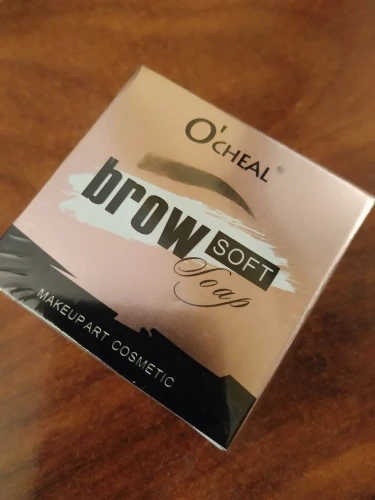 O'CHEAL®
brow
SOFT
Soap
MAKEUP ART COSMETIC